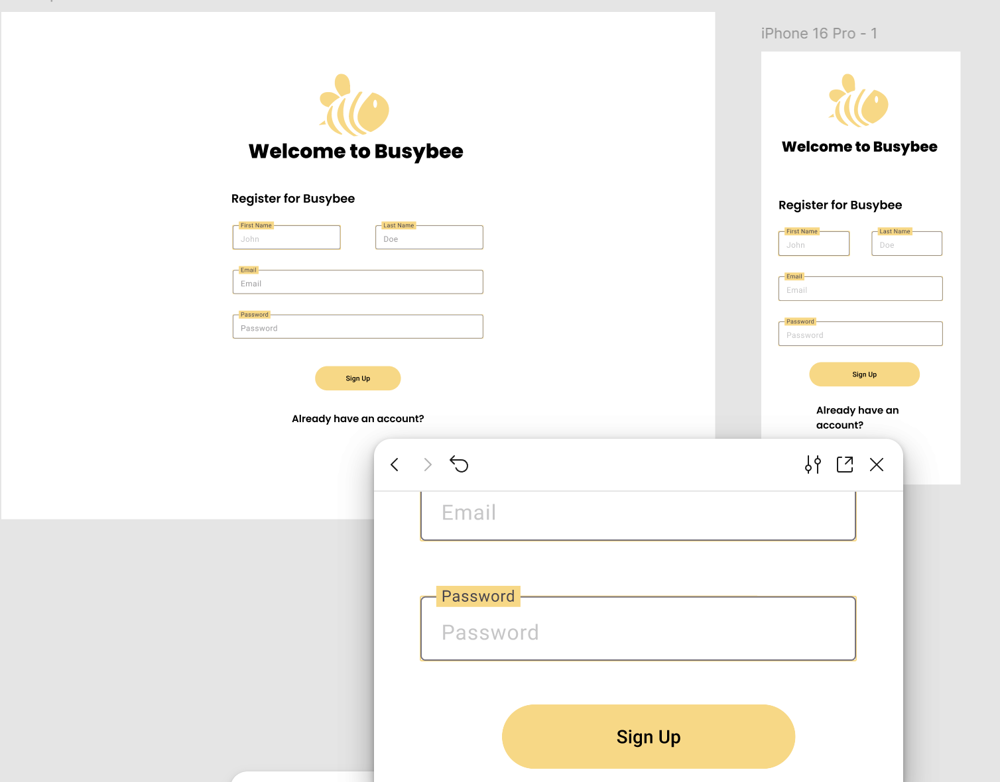 Welcome to Busybee
Register for Busybee
First Name
John
Last Name
Doe
Email
Email
Password
Password
Sign Up
Already have an account?
iPhone 16 Pro - 1
Welcome to Busybee
Register for Busybee
First Name
John
Last Name
Doe
Email
Email
Password
Password
Sign Up
Already have an
account?
Email
Password
Password
Sign Up